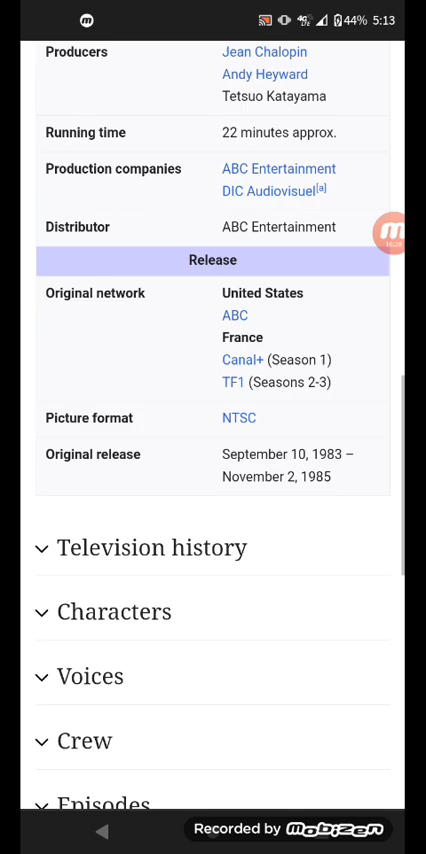 44% 5:13
Producers
Jean Chalopin
Andy Heyward
Tetsuo Katayama
Running time
22 minutes approx.
Production companies
ABC Entertainment
DIC Audiovisuel[a]
Distributor
ABC Entertainment
Release
Original network
United States
ABC
France
Canal+ (Season 1)
TF1 (Seasons 2-3)
Picture format
NTSC
Original release
September 10, 1983 –
November 2, 1985
Television history
Characters
Voices
Crew
Episodes
Recorded by mobizen